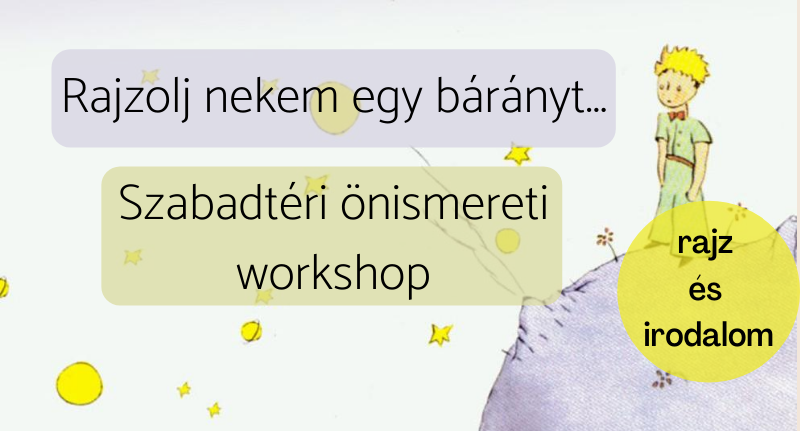 Rajzolj nekem egy bárányt...
Szabadtéri önismereti
workshop
rajz
és
irodalom